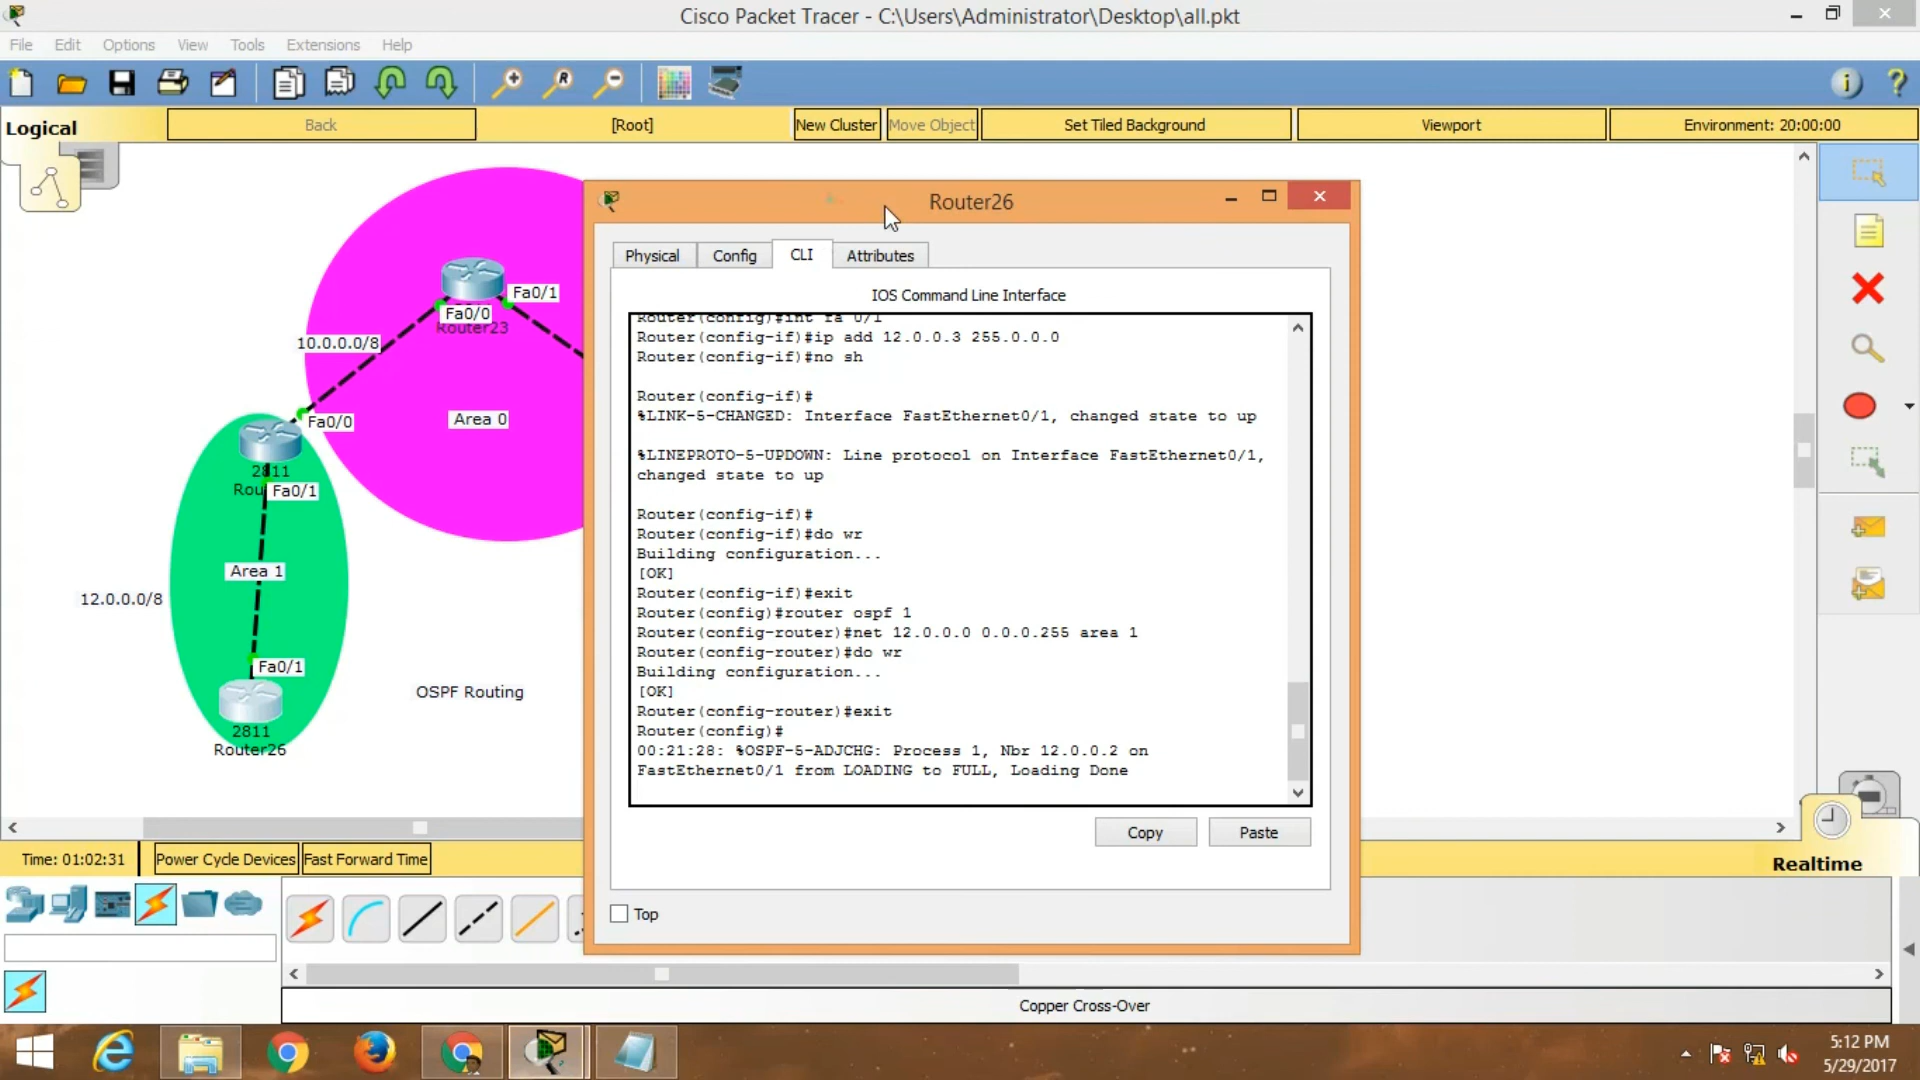 Cisco Packet Tracer - C:\Users\Administrator\Desktop\all.pkt
File Edit Options View Tools Extensions Help
Logical
Back
[Root]
New Cluster
Move Object
Set Tiled Background
Viewport
Environment: 20:00:00
Fa0/1
Fa0/0
Router23
10.0.0.0/8
Area 0
Fa0/0
2811
Rou
Fa0/1
Area 1
12.0.0.0/8
Fa0/1
2811
Router26
OSPF Routing
Router26
Physical
Config
CLI
Attributes
IOS Command Line Interface
Router(config)#int fa 0/1
Router(config-if)#ip add 12.0.0.3 255.0.0.0
Router(config-if)#no sh
Router(config-if)#
%LINK-5-CHANGED: Interface FastEthernet0/1, changed state to up
%LINEPROTO-5-UPDOWN: Line protocol on Interface FastEthernet0/1,
changed state to up
Router(config-if)#
Router(config-if)#do wr
Building configuration...
[OK]
Router(config-if)#exit
Router(config)#router ospf 1
Router(config-router)#net 12.0.0.0 0.0.0.255 area 1
Router(config-router)#do wr
Building configuration...
[OK]
Router(config-router)#exit
Router(config)#
00:21:28: %OSPF-5-ADJCHG: Process 1, Nbr 12.0.0.2 on
FastEthernet0/1 from LOADING to FULL, Loading Done
Copy
Paste
Top
Time: 01:02:31
Power Cycle Devices
Fast Forward Time
Realtime
Copper Cross-Over
5:12 PM
5/29/2017